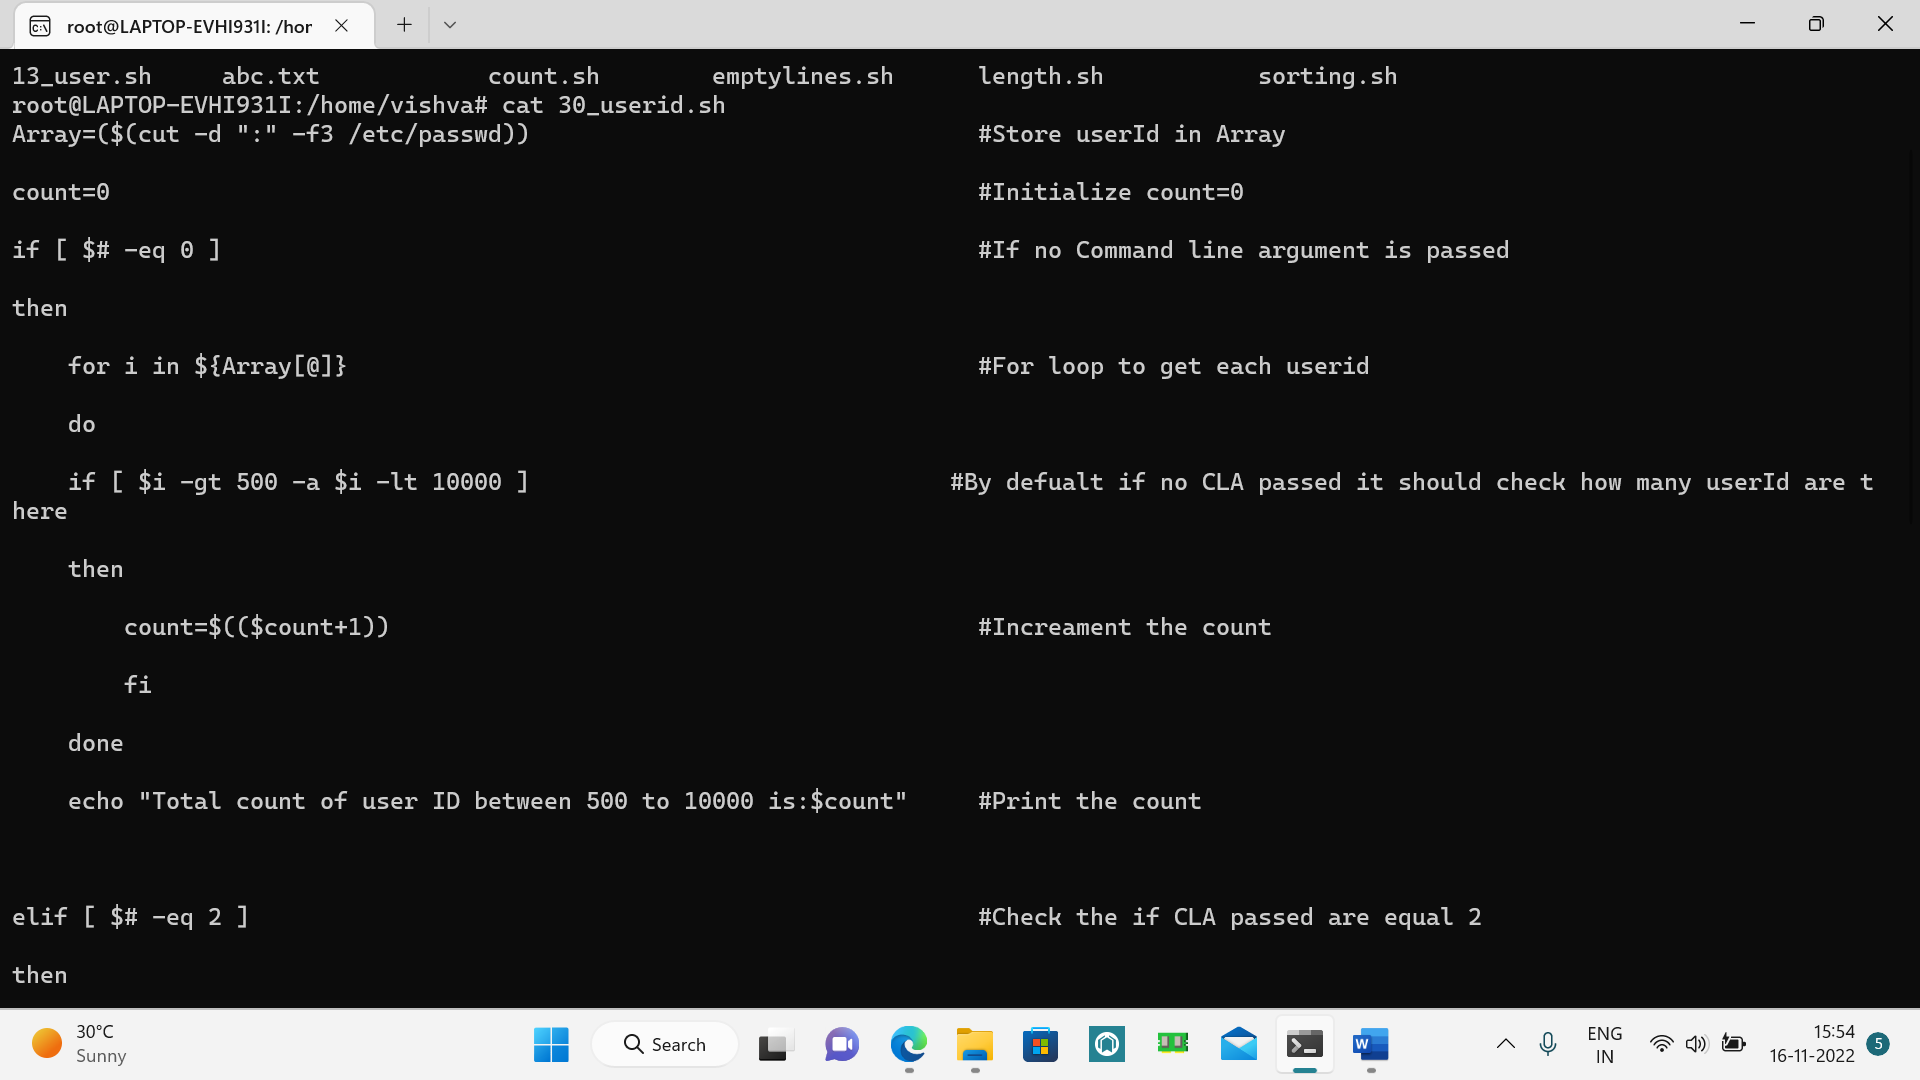 root@LAPTOP-EVHI931I: /hor
13_user.sh     abc.txt            count.sh        emptylines.sh      length.sh           sorting.sh
root@LAPTOP-EVHI931I:/home/vishva# cat 30_userid.sh
Array=($(cut -d ":" -f3 /etc/passwd))                                #Store userId in Array
count=0                                                              #Initialize count=0
if [ $# -eq 0 ]                                                      #If no Command line argument is passed
then
    for i in ${Array[@]}                                             #For loop to get each userid
    do
    if [ $i -gt 500 -a $i -lt 10000 ]                              #By defualt if no CLA passed it should check how many userId are t
here
    then
        count=$(($count+1))                                          #Increament the count
        fi
    done
    echo "Total count of user ID between 500 to 10000 is:$count"     #Print the count
elif [ $# -eq 2 ]                                                    #Check the if CLA passed are equal 2
then
30°C
Sunny
Search
W
ENG
IN
15:54
16-11-2022
5